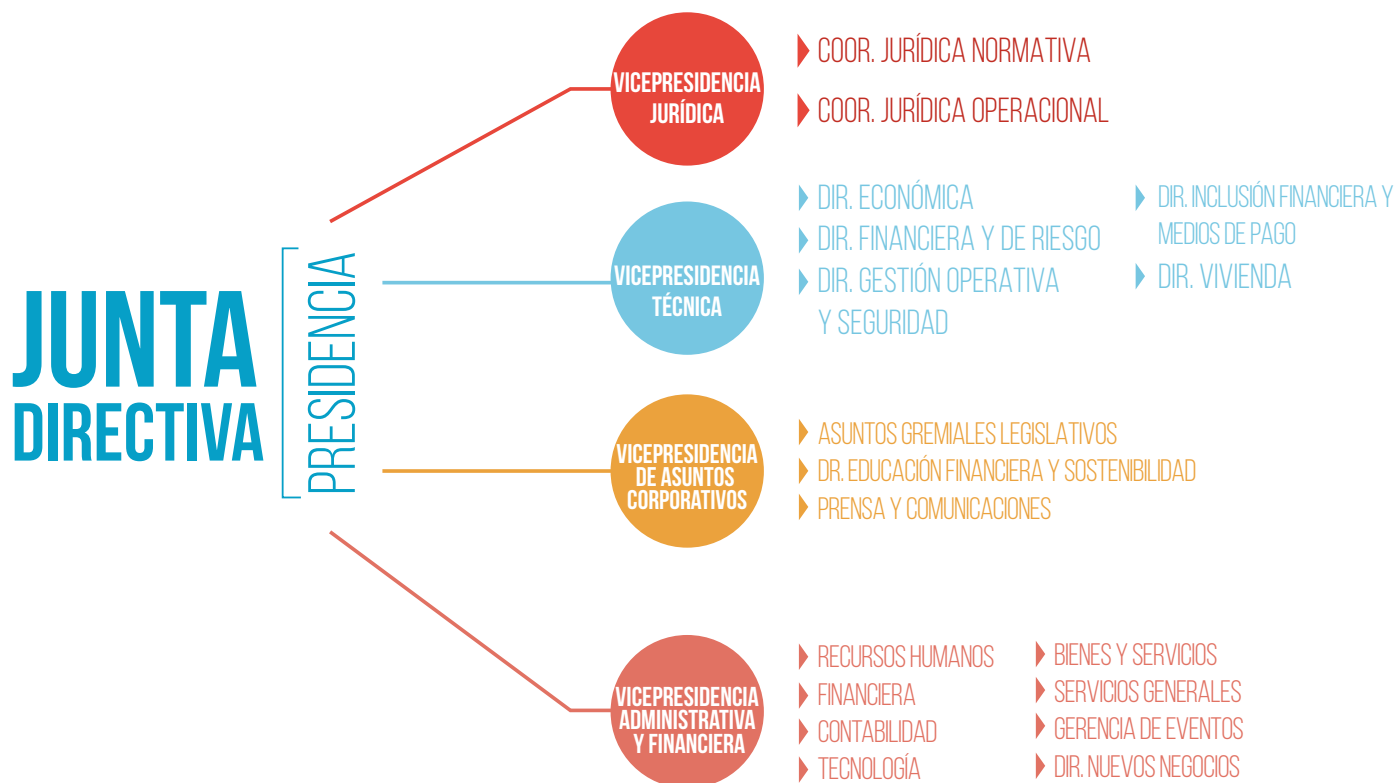 JUNTA
DIRECTIVA
PRESIDENCIA
VICEPRESIDENCIA
JURÍDICA
COOR. JURÍDICA NORMATIVA
COOR. JURÍDICA OPERACIONAL
VICEPRESIDENCIA
TÉCNICA
DIR. ECONÓMICA
DIR. FINANCIERA Y DE RIESGO
DIR. GESTIÓN OPERATIVA
Y SEGURIDAD
DIR. INCLUSIÓN FINANCIERA Y
MEDIOS DE PAGO
DIR. VIVIENDA
VICEPRESIDENCIA
DE ASUNTOS
CORPORATIVOS
ASUNTOS GREMIALES LEGISLATIVOS
DR. EDUCACIÓN FINANCIERA Y SOSTENIBILIDAD
PRENSA Y COMUNICACIONES
VICEPRESIDENCIA
ADMINISTRATIVA
Y FINANCIERA
RECURSOS HUMANOS
FINANCIERA
CONTABILIDAD
TECNOLOGÍA
BIENES Y SERVICIOS
SERVICIOS GENERALES
GERENCIA DE EVENTOS
DIR. NUEVOS NEGOCIOS